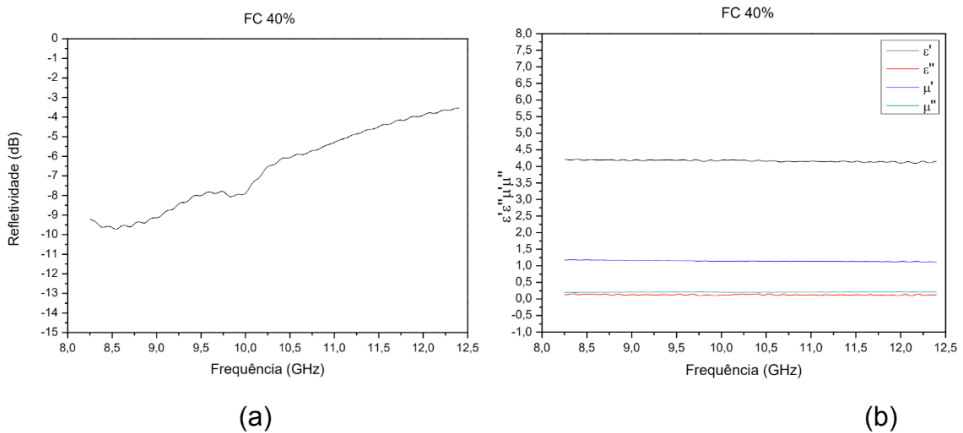 FC 40%
0
-1
-2
-3
-4
-5
-6
-7
-8
-9
-10
-11
-12
-13
-14
-15
8,0 8,5 9,0 9,5 10,0 10,5 11,0 11,5 12,0 12,5
Refletividade (dB)
Frequência (GHz)
(a)
FC 40%
8,0
7,5
7,0
6,5
6,0
5,5
5,0
4,5
4,0
3,5
3,0
2,5
2,0
1,5
1,0
0,5
0,0
-0,5
-1,0
8,0 8,5 9,0 9,5 10,0 10,5 11,0 11,5 12,0 12,5
ε'ε''μ'μ''
Frequência (GHz)
ε'
ε''
μ'
μ''
(b)